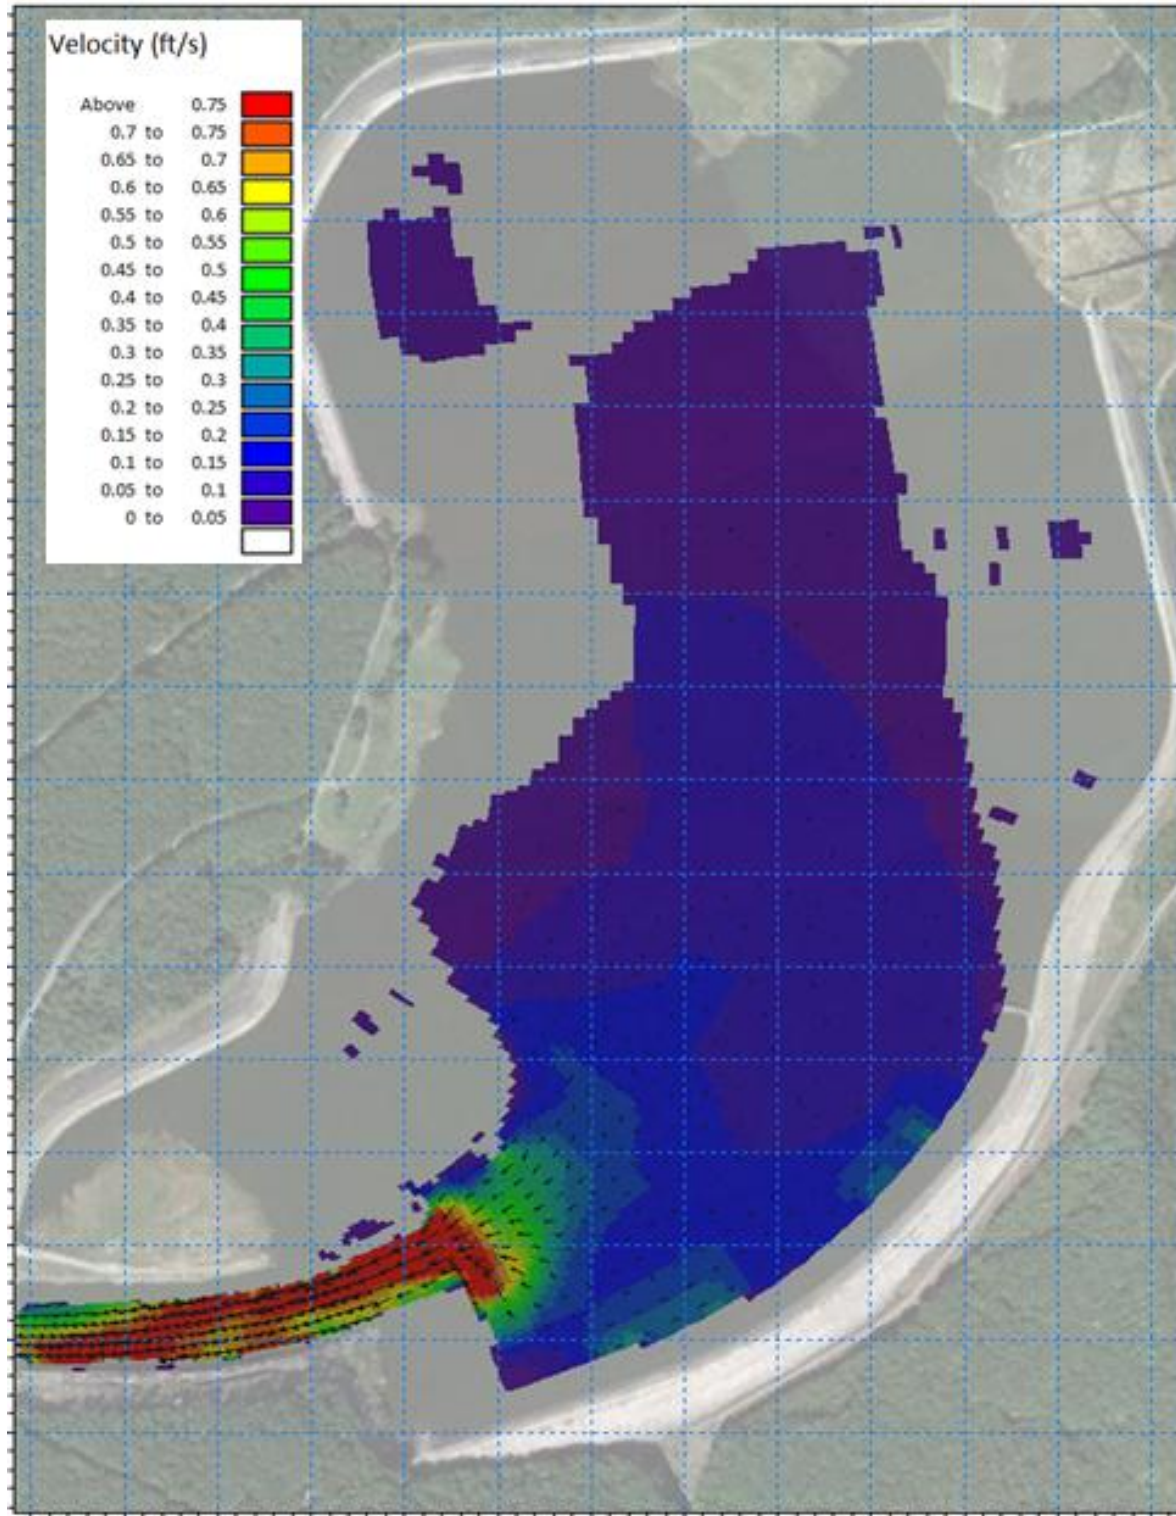 Velocity (ft/s)
Above 0.75
0.7 to 0.75
0.65 to 0.7
0.6 to 0.65
0.55 to 0.6
0.5 to 0.55
0.45 to 0.5
0.4 to 0.45
0.35 to 0.4
0.3 to 0.35
0.25 to 0.3
0.2 to 0.25
0.15 to 0.2
0.1 to 0.15
0.05 to 0.1
0 to 0.05